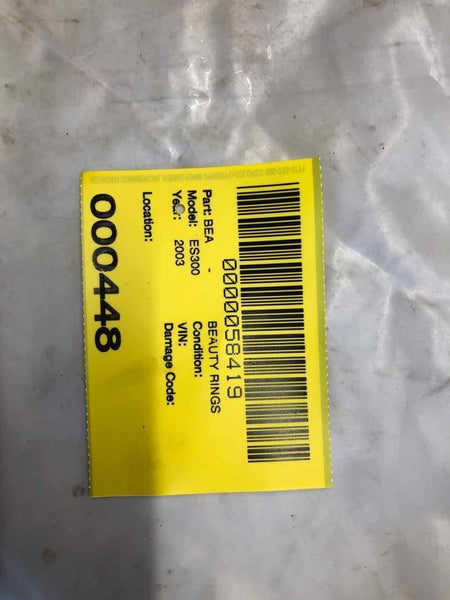 0000058419
Part: BEA - BEAUTY RINGS
Model: ES300 Condition:
Year: 2003 VIN:
Damage Code:
Location:
000448